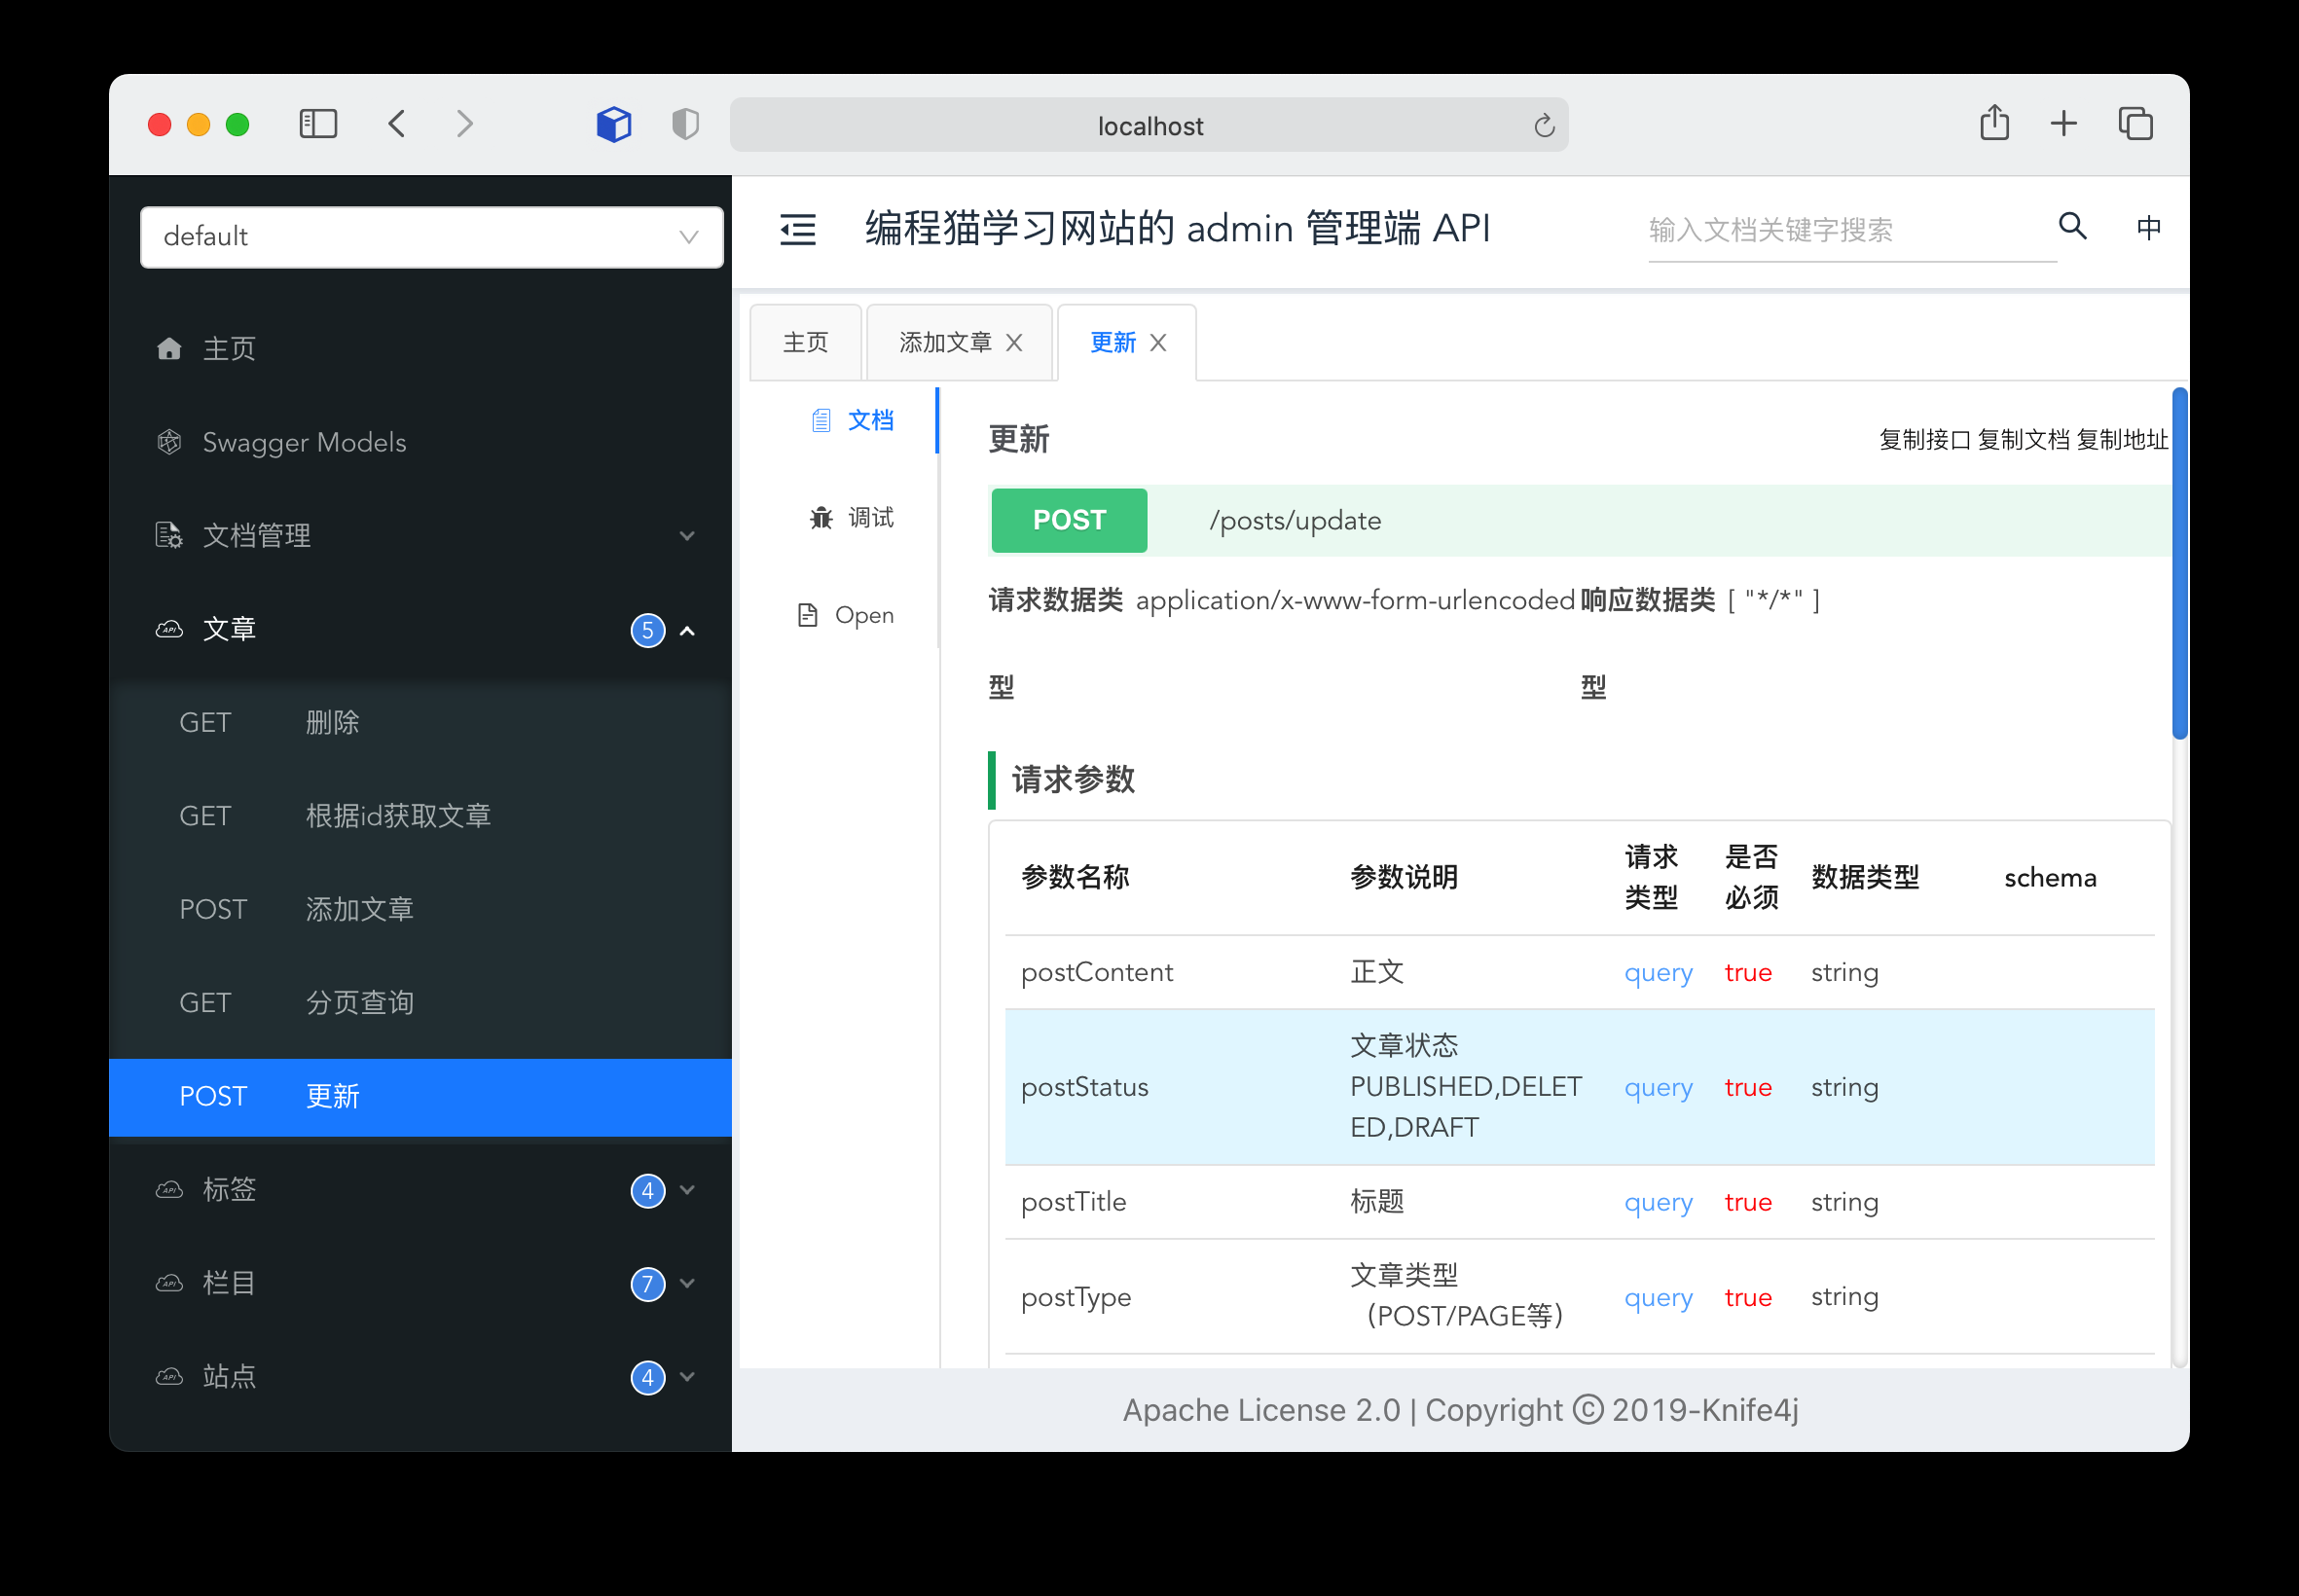 localhost
default
主页
Swagger Models
文档管理
文章 5
GET 删除
GET 根据id获取文章
POST 添加文章
GET 分页查询
POST 更新
标签 4
栏目 7
站点 4
编程猫学习网站的 admin 管理端 API
输入文档关键字搜索
中
主页
添加文章
更新
文档
调试
Open
更新
复制接口 复制文档 复制地址
POST /posts/update
请求数据类 application/x-www-form-urlencoded 响应数据类 [ "*/*" ]
型 型
请求参数
参数名称 参数说明 请求 是否 数据类型 schema
类型 必须
postContent 正文 query true string
文章状态
postStatus PUBLISHED,DELET query true string
ED,DRAFT
postTitle 标题 query true string
文章类型
postType query true string
（POST/PAGE等）
Apache License 2.0 | Copyright © 2019-Knife4j